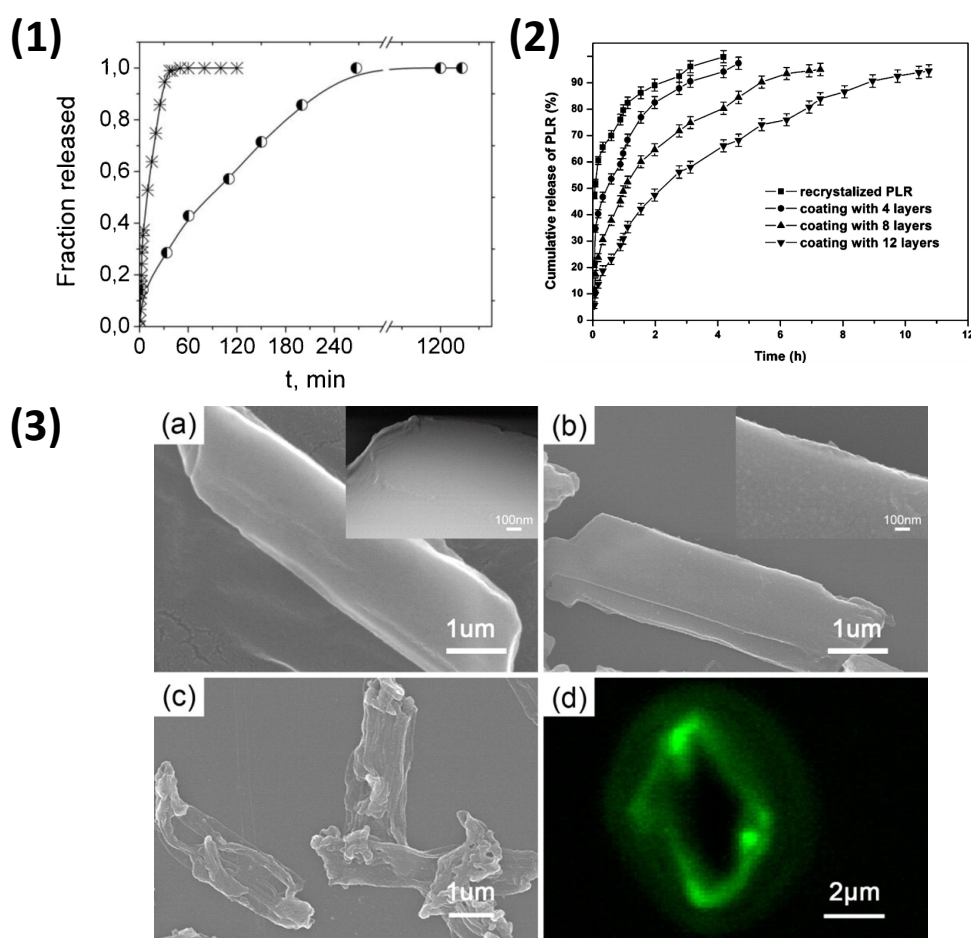 (1)
1,0
0,8
0,6
0,4
0,2
0,0
Fraction released
0
60
120
180
240
1200
t, min
(2)
90
80
70
60
50
40
30
20
10
0
Cumulative release of PLR (%)
recrystalized PLR
coating with 4 layers
coating with 8 layers
coating with 12 layers
0
2
4
6
8
10
12
Time (h)
(3)
(a)
100nm
1um
(b)
100nm
1um
(c)
1um
(d)
2μm